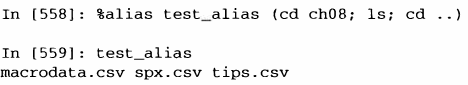 In [558]: %alias test_alias (cd ch08; ls; cd ..)
In [559]: test_alias
macrodata.csv spx.csv tips.csv